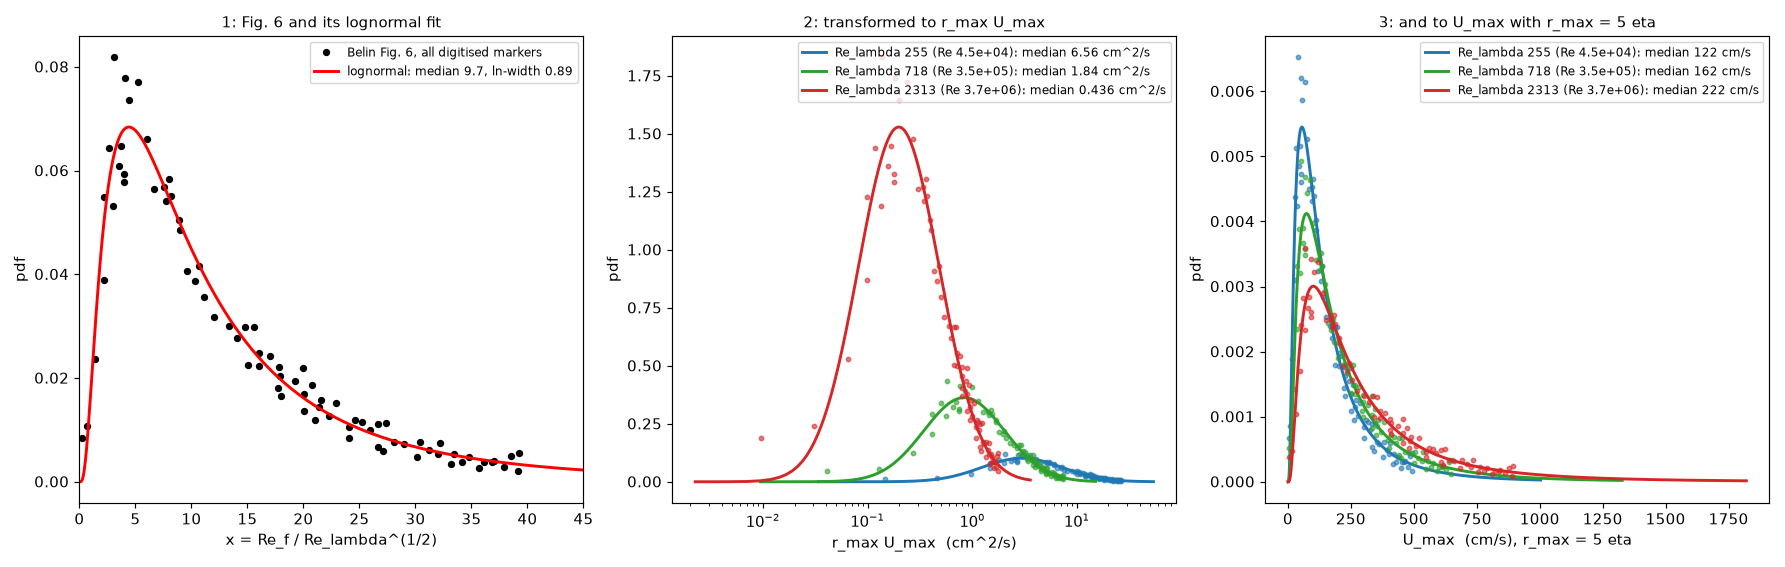 1: Fig. 6 and its lognormal fit
Belin Fig. 6, all digitised markers
lognormal: median 9.7, ln-width 0.89
pdf
0.08
0.06
0.04
0.02
0.00
0 5 10 15 20 25 30 35 40 45
x = Re_f / Re_lambda^(1/2)
2: transformed to r_max U_max
Re_lambda 255 (Re 4.5e+04): median 6.56 cm^2/s
Re_lambda 718 (Re 3.5e+05): median 1.84 cm^2/s
Re_lambda 2313 (Re 3.7e+06): median 0.436 cm^2/s
pdf
1.75
1.50
1.25
1.00
0.75
0.50
0.25
0.00
10⁻² 10⁻¹ 10⁰ 10¹
r_max U_max (cm^2/s)
3: and to U_max with r_max = 5 eta
Re_lambda 255 (Re 4.5e+04): median 122 cm/s
Re_lambda 718 (Re 3.5e+05): median 162 cm/s
Re_lambda 2313 (Re 3.7e+06): median 222 cm/s
pdf
0.006
0.005
0.004
0.003
0.002
0.001
0.000
0 250 500 750 1000 1250 1500 1750
U_max (cm/s), r_max = 5 eta